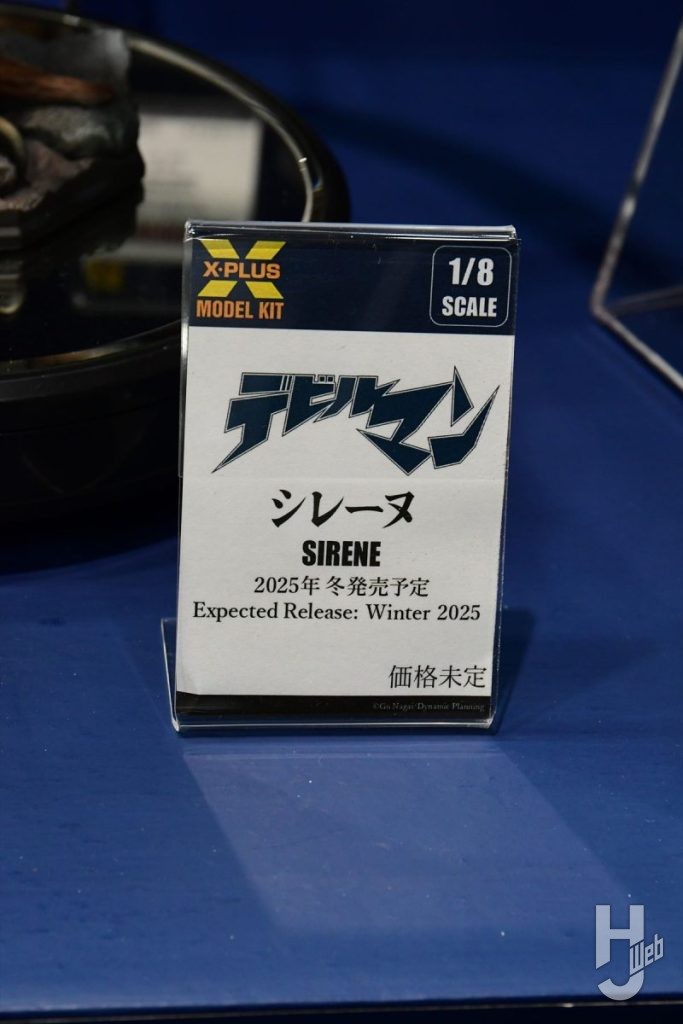 X-PLUS
MODEL KIT
1/8
SCALE
デビルマン
シレーヌ
SIRENE
2025年 冬発売予定
Expected Release: Winter 2025
価格未定
©Go Nagai/Dynamic Planning
HJ Web